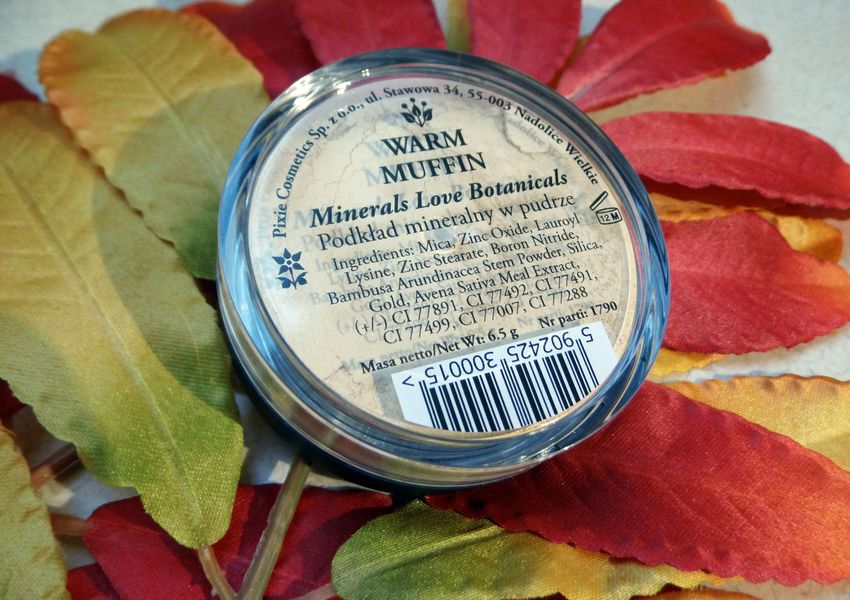 Pixie Cosmetics Sp. z o.o., ul. Stawowa 34, 55-003 Nadolice Wielkie
WARM
MUFFIN
Minerals Love Botanicals
Podkład mineralny w pudrze
12 M
Ingredients: Mica, Zinc Oxide, Lauroyl
Lysine, Zinc Stearate, Boron Nitride,
Bambusa Arundinacea Stem Powder, Silica,
Gold, Avena Sativa Meal Extract,
(+/-) CI 77891, CI 77492, CI 77491,
CI 77499, CI 77007, CI 77288
Masa netto/Net Wt: 6.5 g Nr partii: 1790
5 902425 300015 >